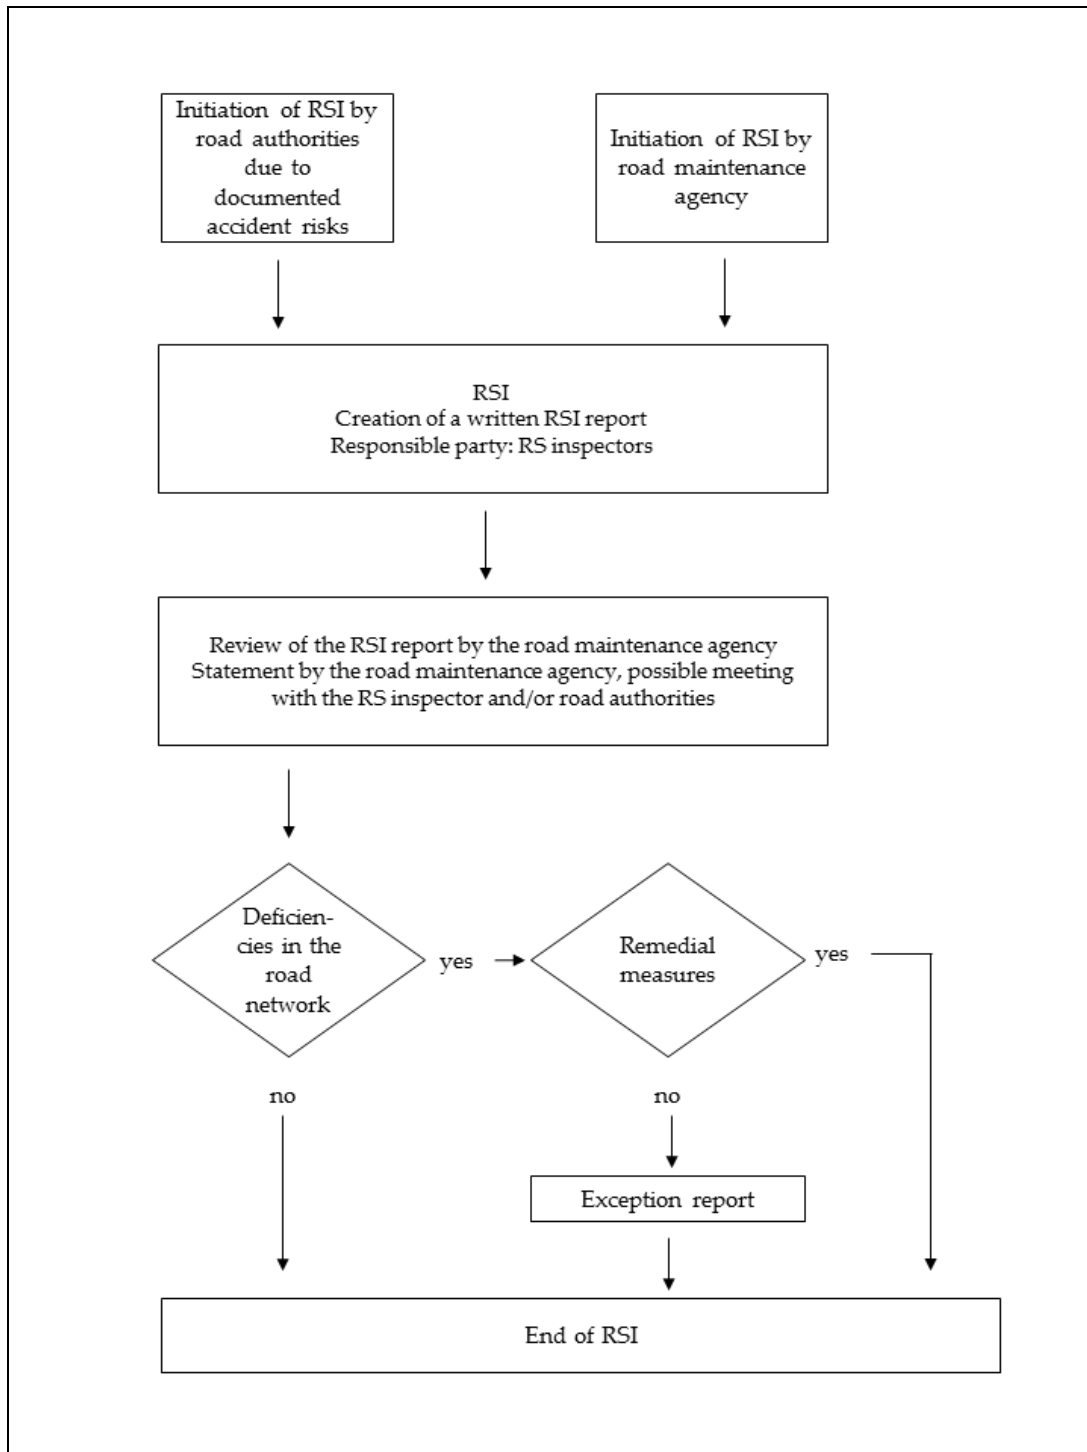 Initiation of RSI by
road authorities
due to
documented
accident risks
Initiation of RSI by
road maintenance
agency
RSI
Creation of a written RSI report
Responsible party: RS inspectors
Review of the RSI report by the road maintenance agency
Statement by the road maintenance agency, possible meeting
with the RS inspector and/or road authorities
Deficien-
cies in the
road
network
yes
Remedial
measures
yes
no
no
Exception report
End of RSI